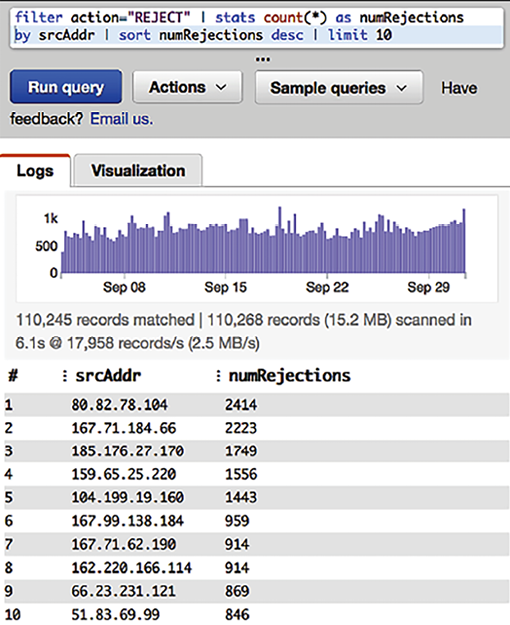 filter action="REJECT" | stats count(*) as numRejections
by srcAddr | sort numRejections desc | limit 10
•••
Run query Actions Sample queries Have
feedback? Email us.
Logs Visualization
1k
500
0
Sep 08 Sep 15 Sep 22 Sep 29
110,245 records matched | 110,268 records (15.2 MB) scanned in
6.1s @ 17,958 records/s (2.5 MB/s)
# srcAddr numRejections
1 80.82.78.104 2414
2 167.71.184.66 2223
3 185.176.27.170 1749
4 159.65.25.220 1556
5 104.199.19.160 1443
6 167.99.138.184 959
7 167.71.62.190 914
8 162.220.166.114 914
9 66.23.231.121 869
10 51.83.69.99 846